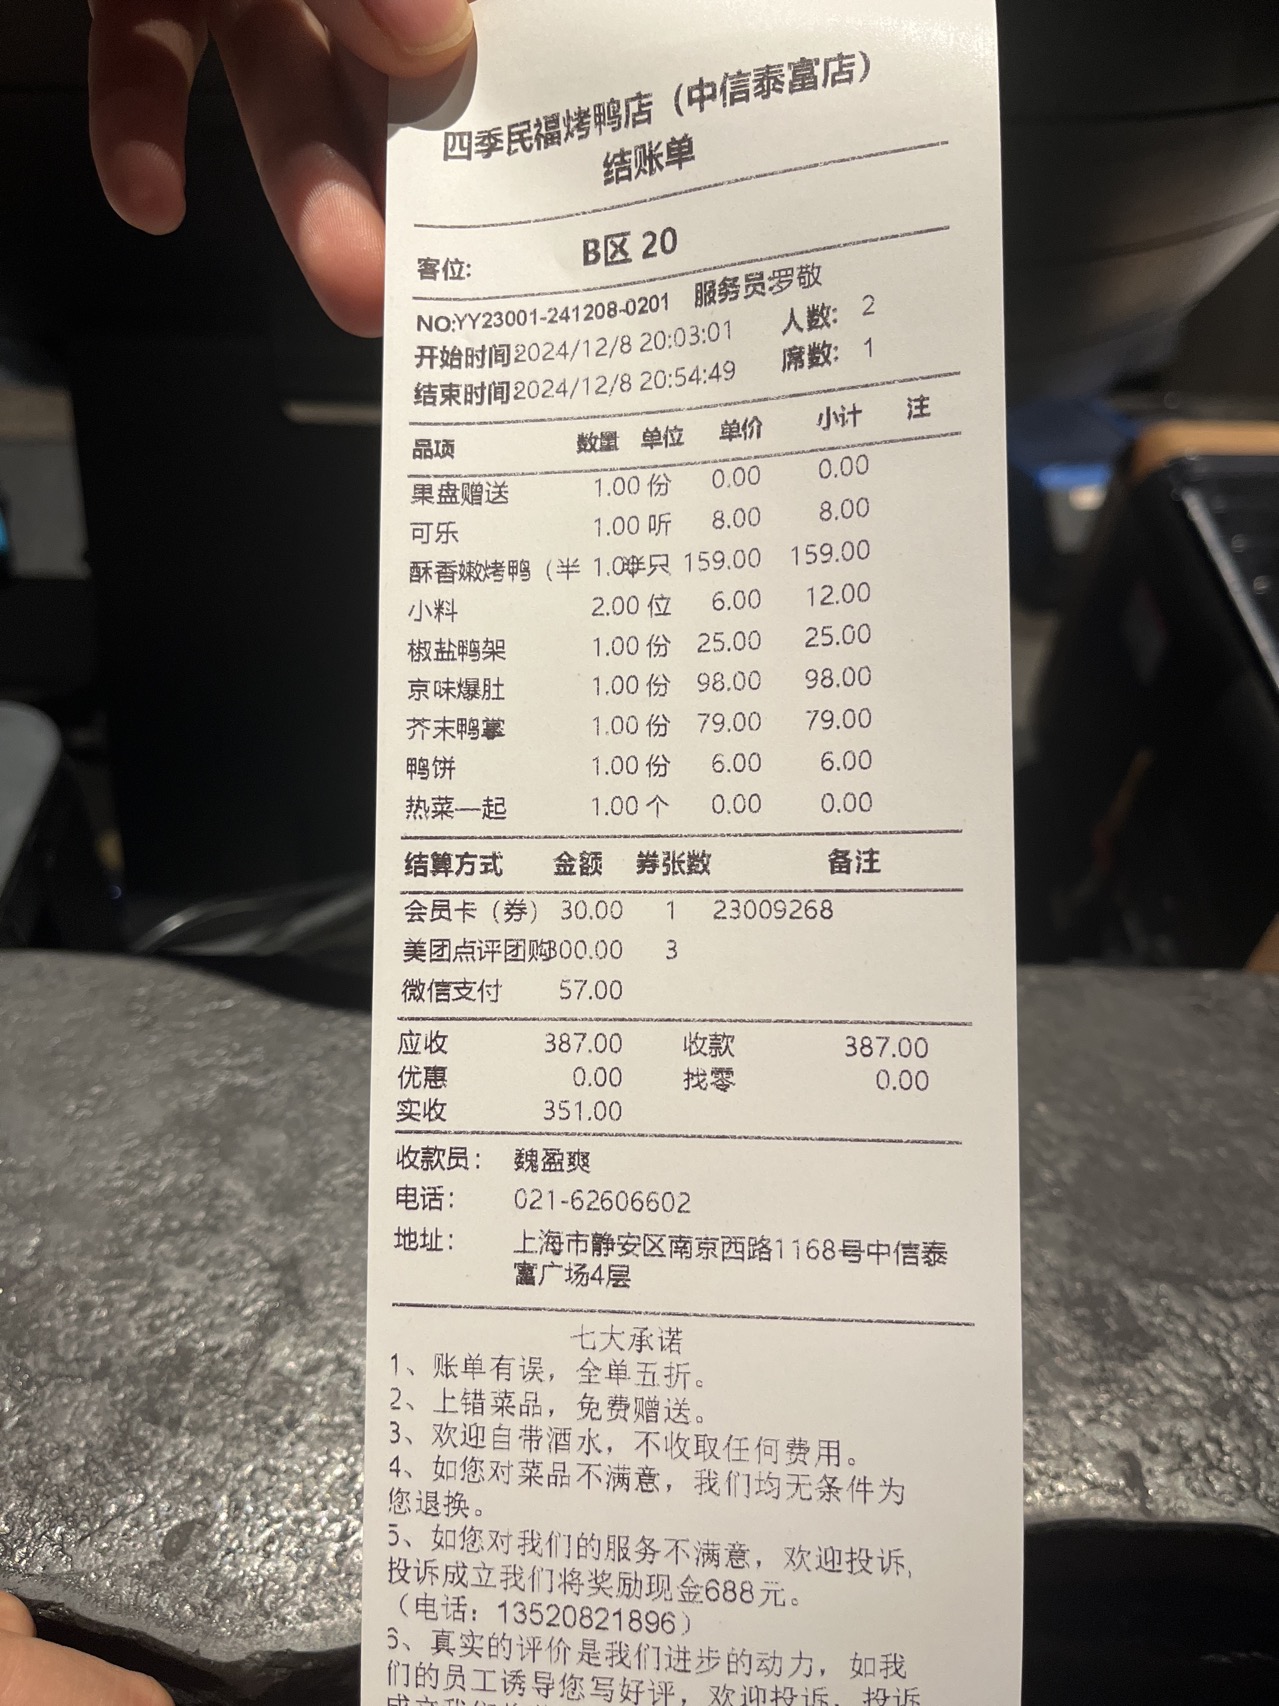 四季民福烤鸭店（中信泰富店）
结账单
客位: B区 20
NO:YY23001-241208-0201 服务员:罗敬
开始时间2024/12/8 20:03:01 人数: 2
结束时间2024/12/8 20:54:49 席数: 1
品项 数量 单位 单价 小计 注
果盘赠送 1.00 份 0.00 0.00
可乐 1.00 听 8.00 8.00
酥香嫩烤鸭（半 1.00半只 159.00 159.00
小料 2.00 位 6.00 12.00
椒盐鸭架 1.00 份 25.00 25.00
京味爆肚 1.00 份 98.00 98.00
芥末鸭掌 1.00 份 79.00 79.00
鸭饼 1.00 份 6.00 6.00
热菜一起 1.00 个 0.00 0.00
结算方式 金额 券张数 备注
会员卡（券） 30.00 1 23009268
美团点评团购300.00 3
微信支付 57.00
应收 387.00 收款 387.00
优惠 0.00 找零 0.00
实收 351.00
收款员： 魏盈爽
电话： 021-62606602
地址： 上海市静安区南京西路1168号中信泰
富广场4层
七大承诺
1、账单有误，全单五折。
2、上错菜品，免费赠送。
3、欢迎自带酒水，不收取任何费用。
4、如您对菜品不满意，我们均无条件为
您退换。
5、如您对我们的服务不满意，欢迎投诉，
投诉成立我们将奖励现金688元。
（电话：13520821896）
6、真实的评价是我们进步的动力，如我
们的员工诱导您写好评，欢迎投诉，投诉